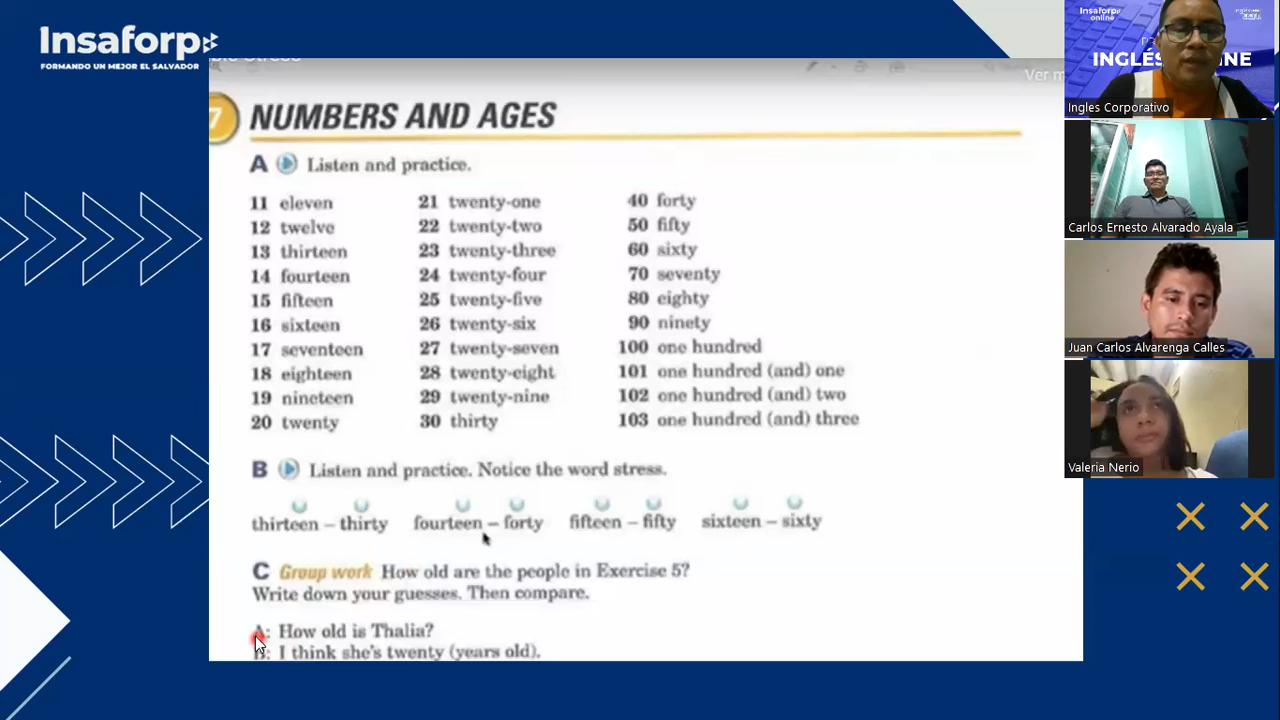 Insaforp
FORMANDO UN MEJOR EL SALVADOR
Ver m
7 NUMBERS AND AGES
A Listen and practice.
11 eleven 21 twenty-one 40 forty
12 twelve 22 twenty-two 50 fifty
13 thirteen 23 twenty-three 60 sixty
14 fourteen 24 twenty-four 70 seventy
15 fifteen 25 twenty-five 80 eighty
16 sixteen 26 twenty-six 90 ninety
17 seventeen 27 twenty-seven 100 one hundred
18 eighteen 28 twenty-eight 101 one hundred (and) one
19 nineteen 29 twenty-nine 102 one hundred (and) two
20 twenty 30 thirty 103 one hundred (and) three
B Listen and practice. Notice the word stress.
thirteen – thirty fourteen – forty fifteen – fifty sixteen – sixty
C Group work How old are the people in Exercise 5?
Write down your guesses. Then compare.
A: How old is Thalia?
B: I think she's twenty (years old).
Insaforp
online
INGLÉS ONLINE
Ingles Corporativo
Carlos Ernesto Alvarado Ayala
Juan Carlos Alvarenga Calles
Valeria Nerio